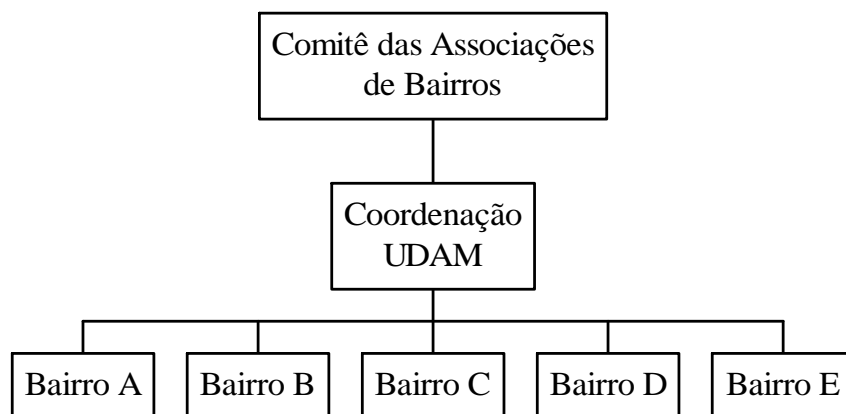 Comitê das Associações
de Bairros
Coordenação
UDAM
Bairro A
Bairro B
Bairro C
Bairro D
Bairro E